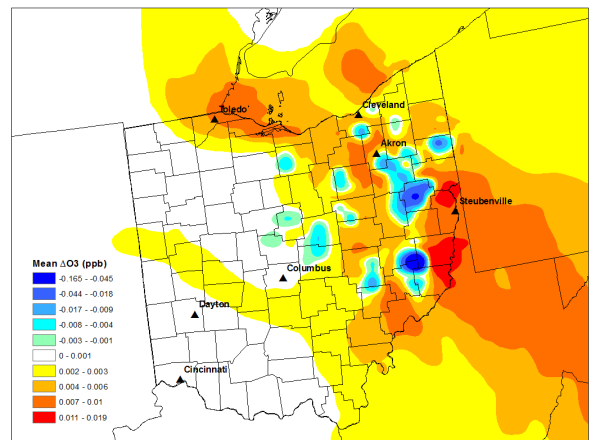 Toledo
Cleveland
Akron
Steubenville
Mean ΔO3 (ppb)
-0.165 - -0.045
-0.044 - -0.018
-0.017 - -0.009
-0.008 - -0.004
-0.003 - -0.001
0 - 0.001
0.002 - 0.003
0.004 - 0.006
0.007 - 0.01
0.011 - 0.019
Columbus
Dayton
Cincinnati